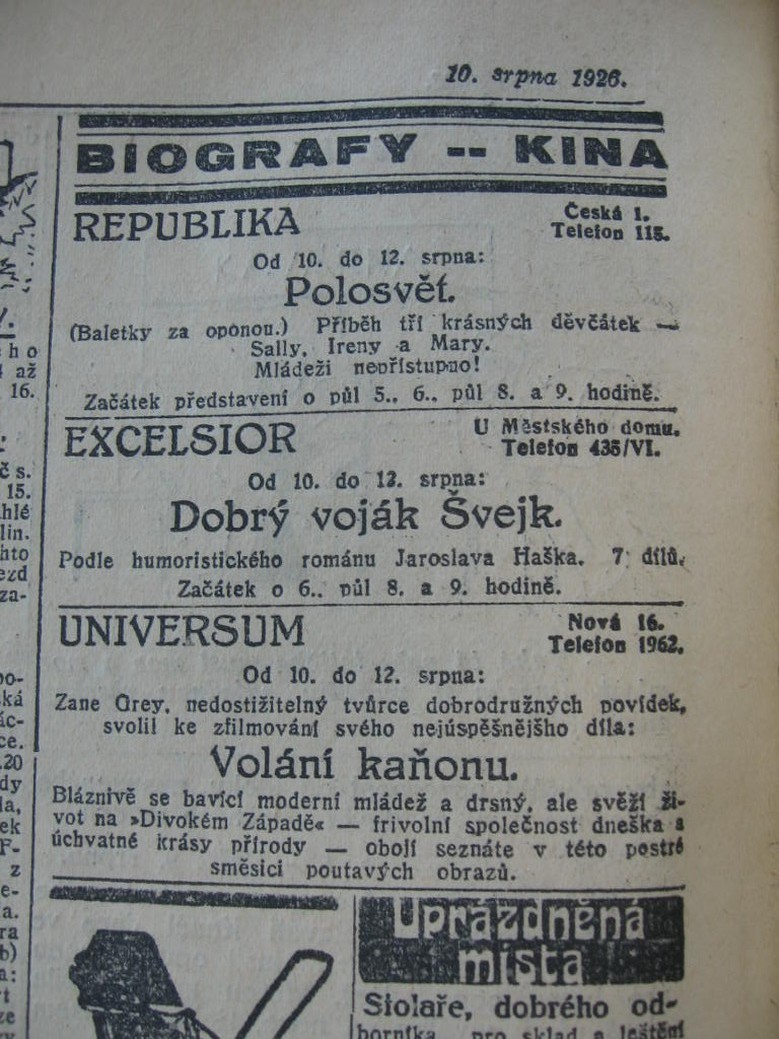 10. srpna 1926.
BIOGRAFY -- KINA
REPUBLIKA
Česká 1.
Telefon 115.
Od 10. do 12. srpna:
Polosvět.
(Baletky za oponou.) Příběh tří krásných děvčátek —
Sally, Ireny a Mary.
Mládeži nepřístupno!
Začátek představení o půl 5., 6., půl 8. a 9. hodině.
EXCELSIOR
U Městského domu.
Telefon 435/VI.
Od 10. do 12. srpna:
Dobrý voják Švejk.
Podle humoristického románu Jaroslava Haška. 7 dílů.
Začátek o 6., půl 8. a 9. hodině.
UNIVERSUM
Nová 16.
Telefon 1962.
Od 10. do 12. srpna:
Zane Grey, nedostižitelný tvůrce dobrodružných povídek,
svolil ke zfilmování svého nejúspěšnějšho díla:
Volání kaňonu.
Bláznivě se bavící moderní mládež a drsný, ale svěží ži-
vot na »Divokém Západě« — frivolní společnost dneška a
úchvatné krásy přírody — obojí seznáte v této pestré
směsici poutavých obrazů.
Uprázdněná
místa
Stolaře, dobrého od-
borníka, pro sklad a leštění